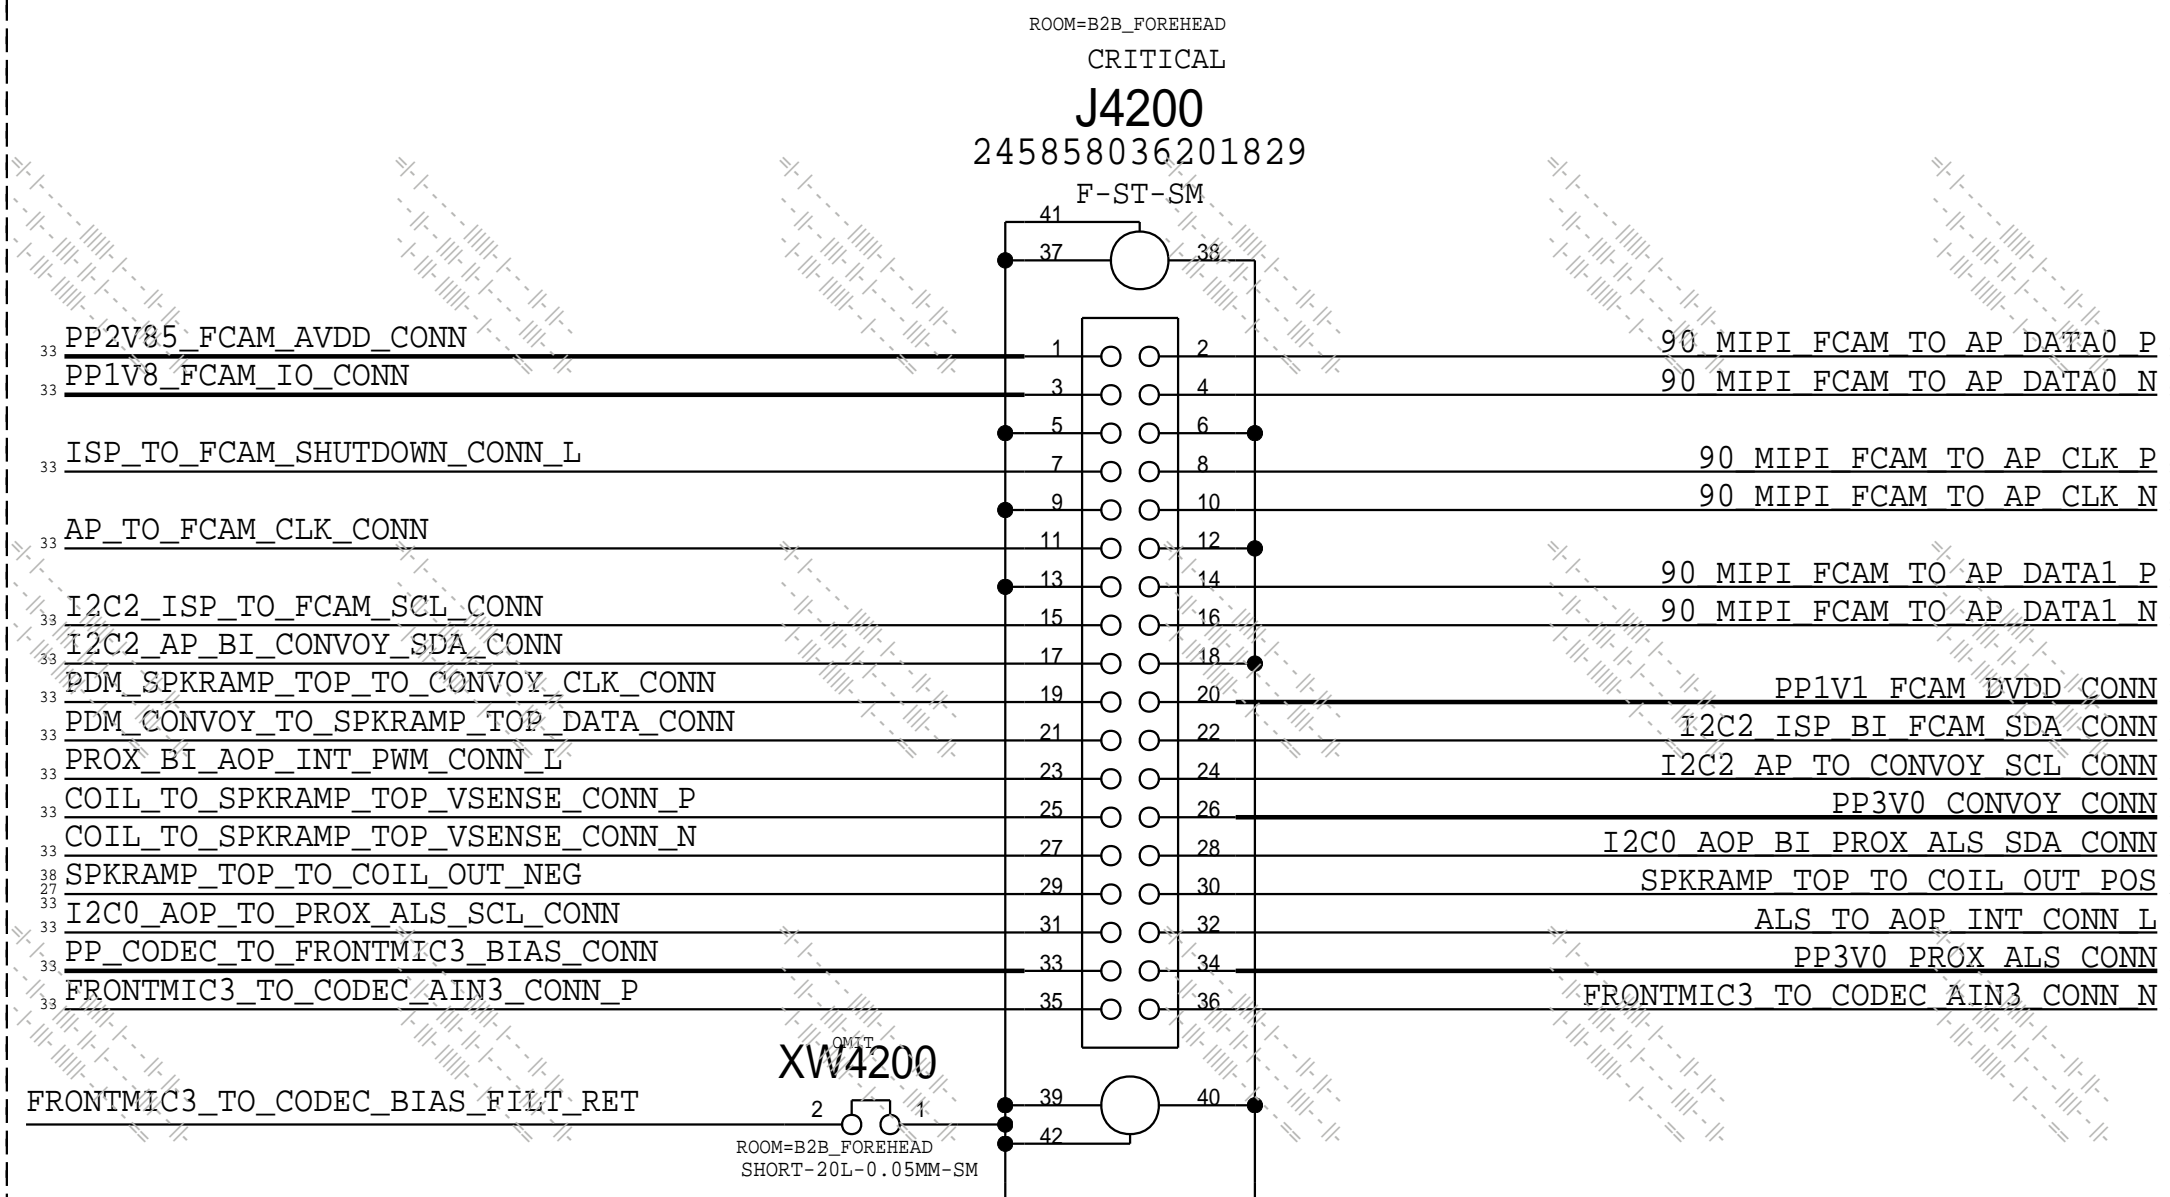 ROOM=B2B_FOREHEAD
CRITICAL
J4200
245858036201829
F-ST-SM
41
37 38
33 PP2V85_FCAM_AVDD_CONN 1 2 90_MIPI_FCAM_TO_AP_DATA0_P
33 PP1V8_FCAM_IO_CONN 3 4 90_MIPI_FCAM_TO_AP_DATA0_N
5 6
33 ISP_TO_FCAM_SHUTDOWN_CONN_L 7 8 90_MIPI_FCAM_TO_AP_CLK_P
9 10 90_MIPI_FCAM_TO_AP_CLK_N
33 AP_TO_FCAM_CLK_CONN 11 12
13 14 90_MIPI_FCAM_TO_AP_DATA1_P
33 I2C2_ISP_TO_FCAM_SCL_CONN 15 16 90_MIPI_FCAM_TO_AP_DATA1_N
33 I2C2_AP_BI_CONVOY_SDA_CONN 17 18
33 PDM_SPKRAMP_TOP_TO_CONVOY_CLK_CONN 19 20 PP1V1_FCAM_DVDD_CONN
33 PDM_CONVOY_TO_SPKRAMP_TOP_DATA_CONN 21 22 I2C2_ISP_BI_FCAM_SDA_CONN
33 PROX_BI_AOP_INT_PWM_CONN_L 23 24 I2C2_AP_TO_CONVOY_SCL_CONN
33 COIL_TO_SPKRAMP_TOP_VSENSE_CONN_P 25 26 PP3V0_CONVOY_CONN
33 COIL_TO_SPKRAMP_TOP_VSENSE_CONN_N 27 28 I2C0_AOP_BI_PROX_ALS_SDA_CONN
38 27 33 SPKRAMP_TOP_TO_COIL_OUT_NEG 29 30 SPKRAMP_TOP_TO_COIL_OUT_POS
33 I2C0_AOP_TO_PROX_ALS_SCL_CONN 31 32 ALS_TO_AOP_INT_CONN_L
33 PP_CODEC_TO_FRONTMIC3_BIAS_CONN 33 34 PP3V0_PROX_ALS_CONN
33 FRONTMIC3_TO_CODEC_AIN3_CONN_P 35 36 FRONTMIC3_TO_CODEC_AIN3_CONN_N
OMIT
XW4200
FRONTMIC3_TO_CODEC_BIAS_FILT_RET 2 1 39 40
42
ROOM=B2B_FOREHEAD
SHORT-20L-0.05MM-SM